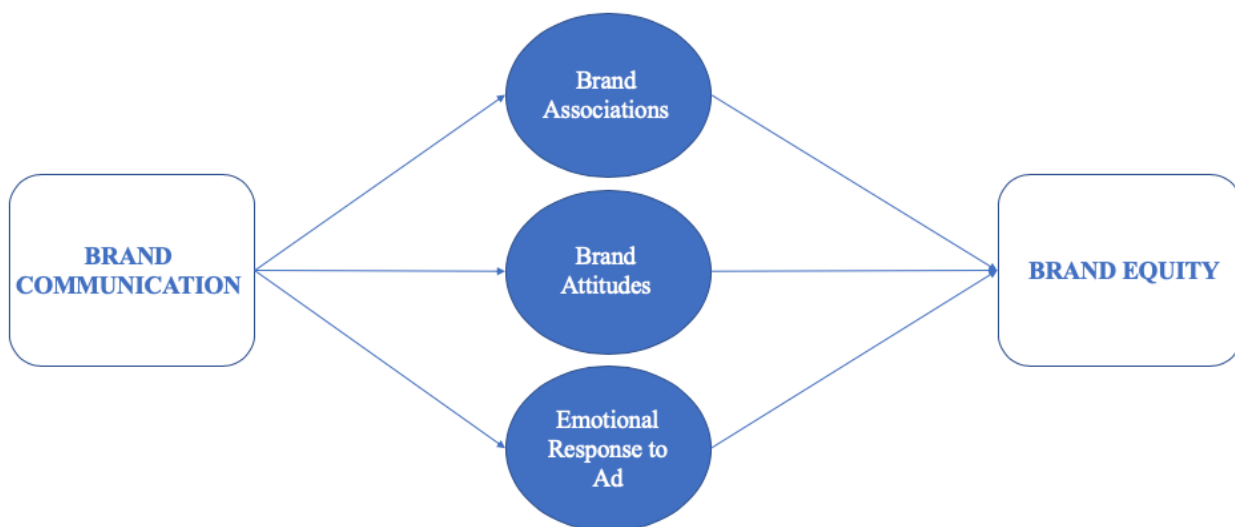 Brand
Associations
BRAND
COMMUNICATION
Brand
Attitudes
BRAND EQUITY
Emotional
Response to
Ad